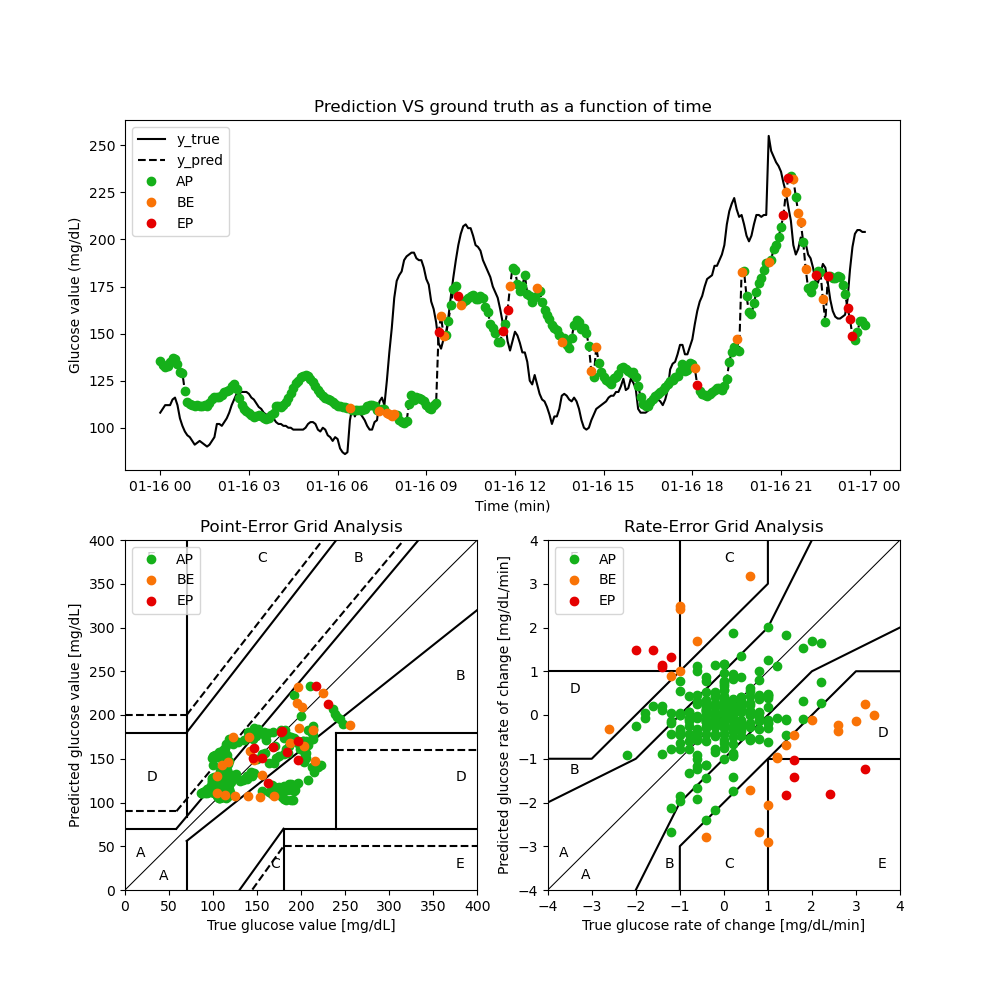 Prediction VS ground truth as a function of time
Glucose value (mg/dL)
250
225
200
175
150
125
100
y_true
y_pred
AP
BE
EP
01-16 00 01-16 03 01-16 06 01-16 09 01-16 12 01-16 15 01-16 18 01-16 21 01-17 00
Time (min)
Point-Error Grid Analysis
Predicted glucose value [mg/dL]
400
350
300
250
200
150
100
50
0
AP
BE
EP
C
B
B
D
D
A
A
C
E
0 50 100 150 200 250 300 350 400
True glucose value [mg/dL]
Rate-Error Grid Analysis
Predicted glucose rate of change [mg/dL/min]
4
3
2
1
0
−1
−2
−3
−4
AP
BE
EP
C
D
D
B
A
A
B
C
E
−4 −3 −2 −1 0 1 2 3 4
True glucose rate of change [mg/dL/min]